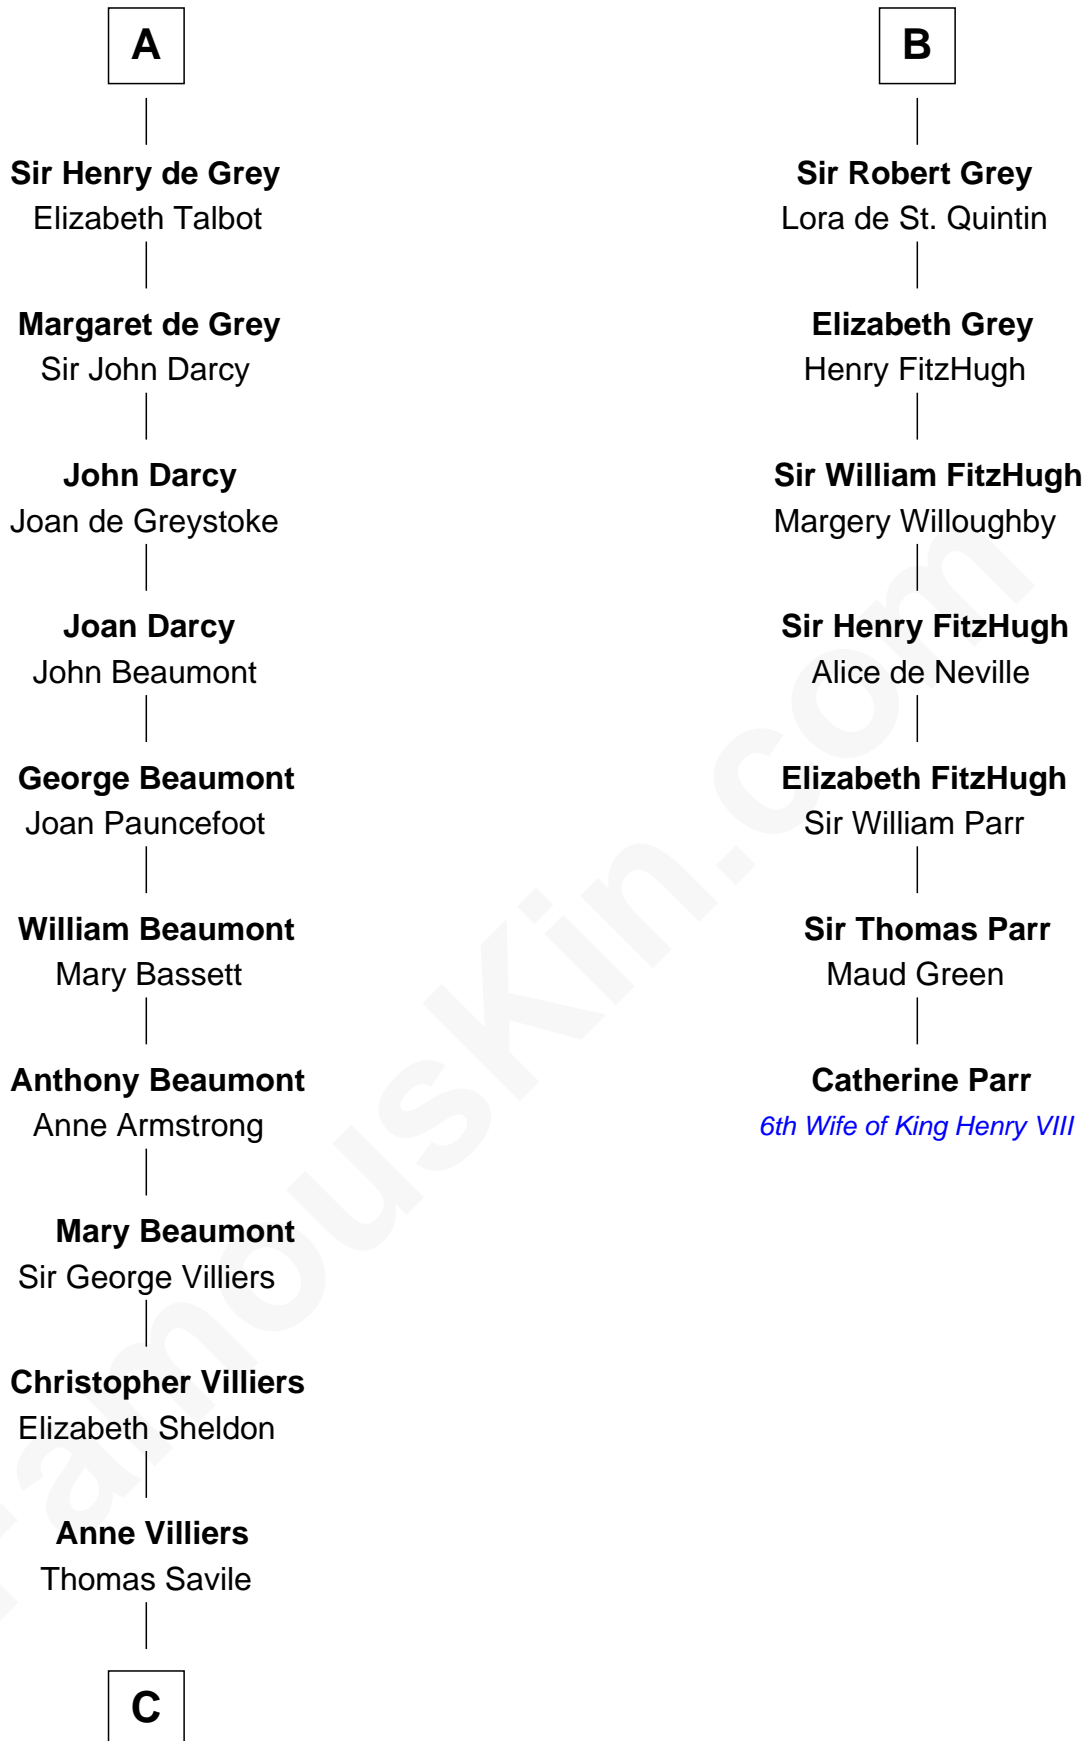 A
Sir Henry de Grey
Elizabeth Talbot
Margaret de Grey
Sir John Darcy
John Darcy
Joan de Greystoke
Joan Darcy
John Beaumont
George Beaumont
Joan Pauncefoot
William Beaumont
Mary Bassett
Anthony Beaumont
Anne Armstrong
Mary Beaumont
Sir George Villiers
Christopher Villiers
Elizabeth Sheldon
Anne Villiers
Thomas Savile
C
B
Sir Robert Grey
Lora de St. Quintin
Elizabeth Grey
Henry FitzHugh
Sir William FitzHugh
Margery Willoughby
Sir Henry FitzHugh
Alice de Neville
Elizabeth FitzHugh
Sir William Parr
Sir Thomas Parr
Maud Green
Catherine Parr
6th Wife of King Henry VIII
FamousKin.com